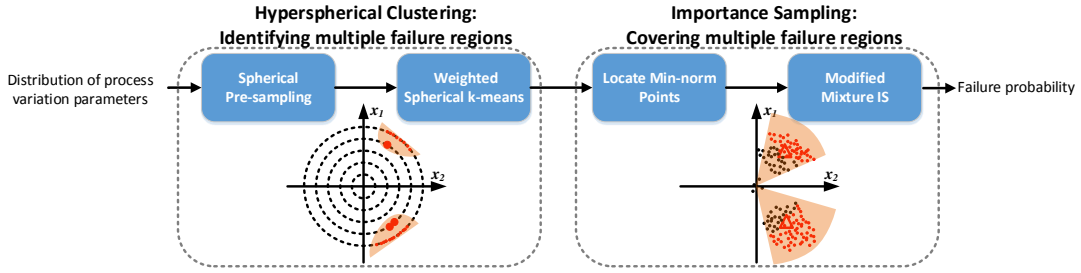 Hyperspherical Clustering:
Identifying multiple failure regions
Importance Sampling:
Covering multiple failure regions
Distribution of process
variation parameters
Spherical
Pre-sampling
Weighted
Spherical k-means
Locate Min-norm
Points
Modified
Mixture IS
Failure probability
x1
x2
x1
x2